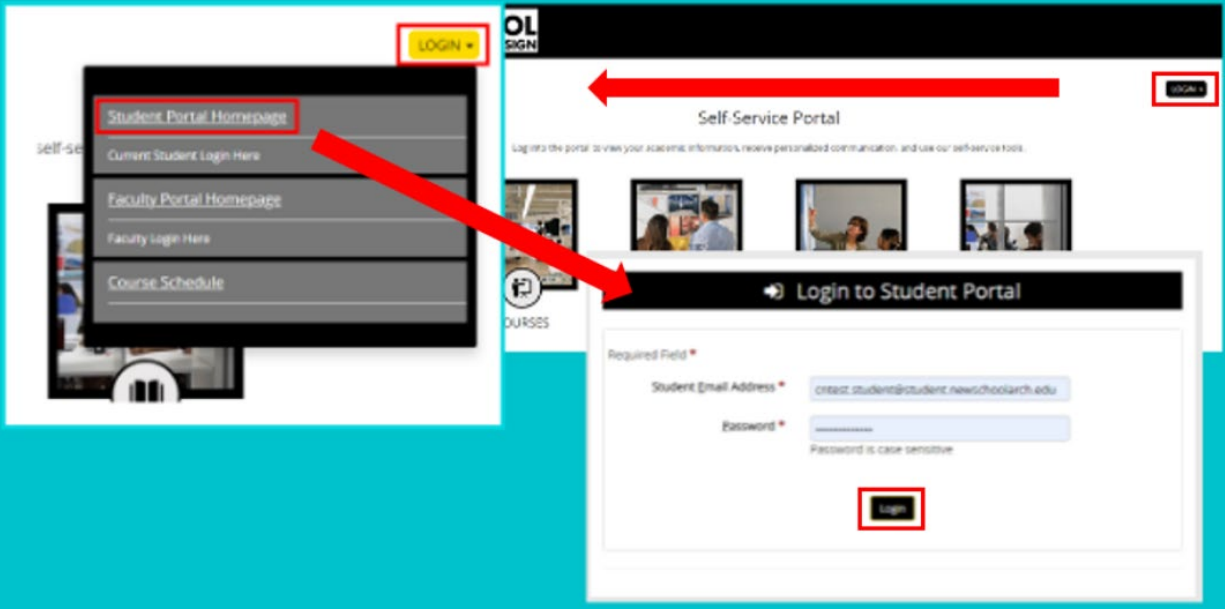 LOGIN
Student Portal Homepage
Current Student Login Here
Faculty Portal Homepage
Faculty Login Here
Course Schedule
self-se
OL
SIGN
LOGIN
Self-Service Portal
Log into the portal to view your academic information, receive personalized communication, and use our self-service tools.
OURSES
Login to Student Portal
Required Field *
Student Email Address *
cntest.student@student.newschoolarch.edu
Password *
Password is case sensitive
Login